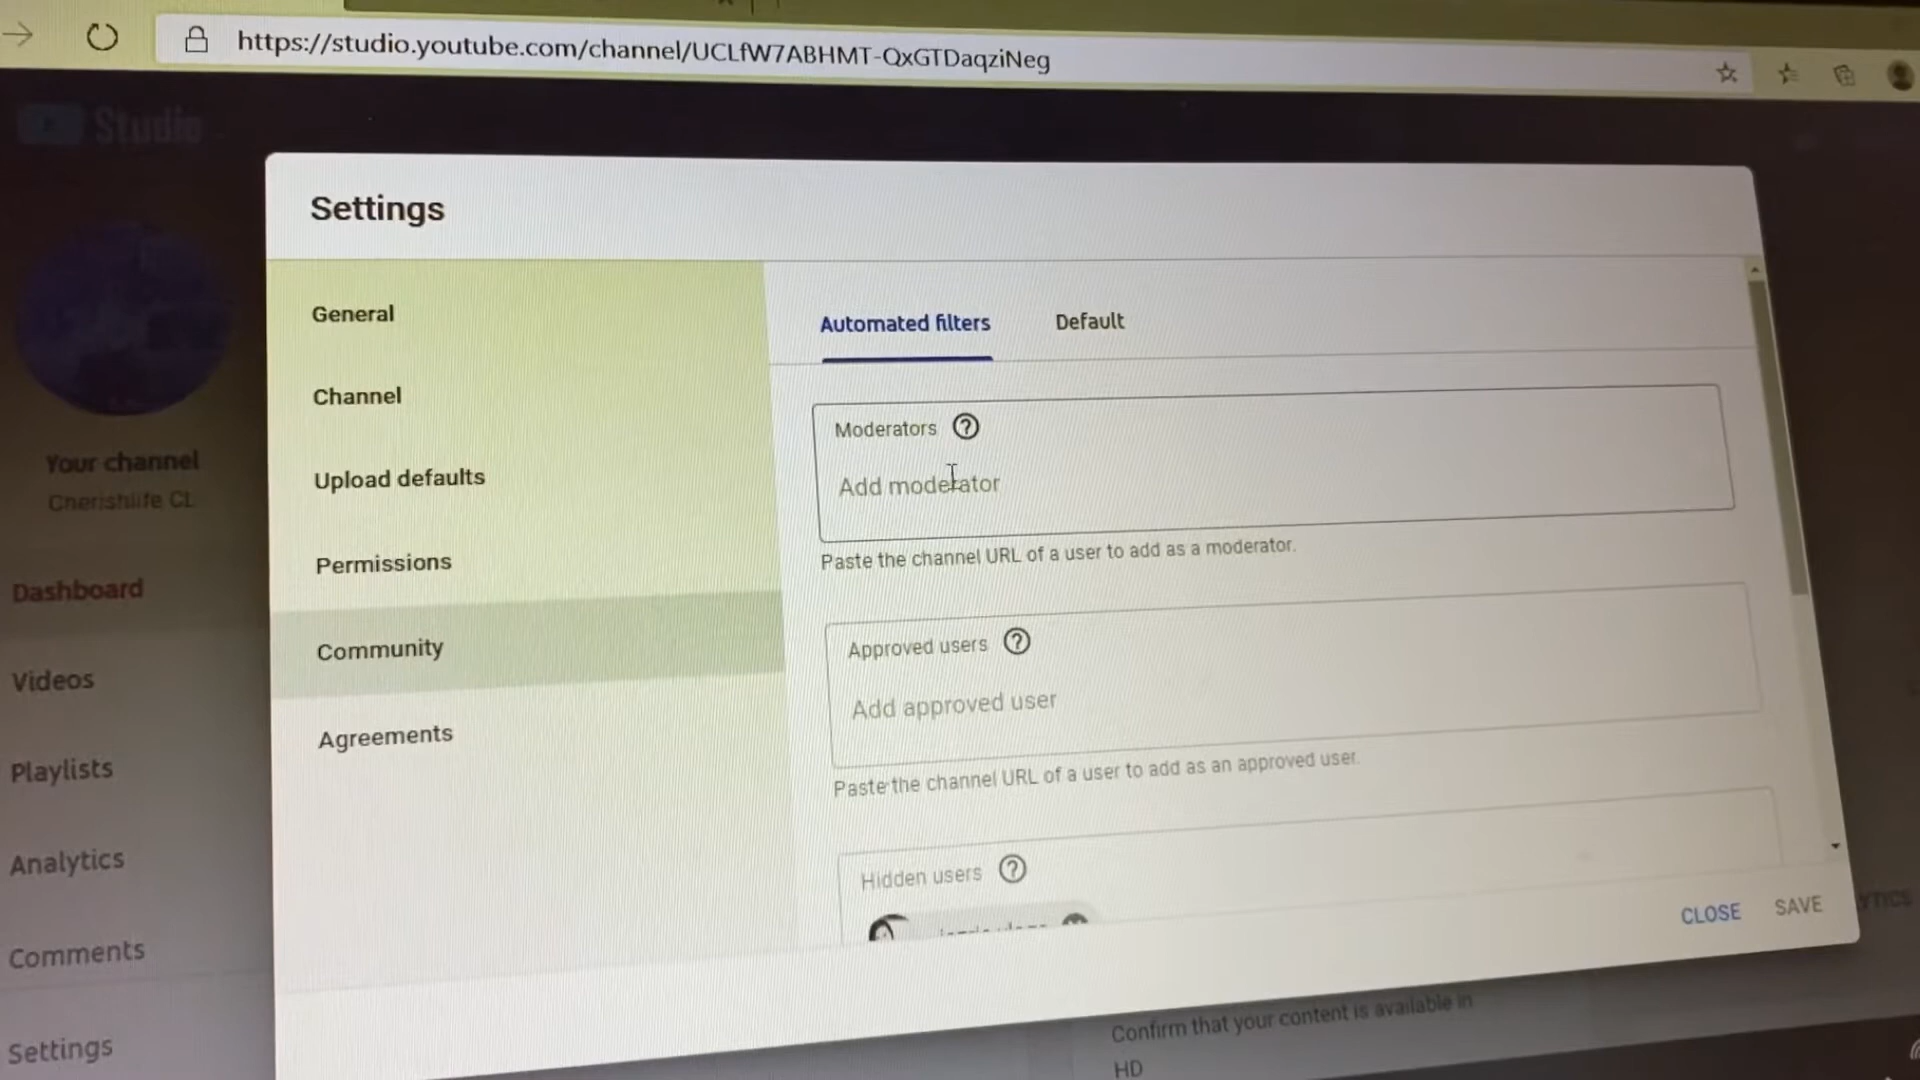 https://studio.youtube.com/channel/UCLfW7ABHMT-QxGTDaqziNeg
Studio
Settings
General
Channel
Upload defaults
Permissions
Community
Agreements
Automated filters
Default
Moderators
Add moderator
Paste the channel URL of a user to add as a moderator.
Approved users
Add approved user
Paste the channel URL of a user to add as an approved user.
Hidden users
CLOSE
SAVE
Your channel
Cherishlife CL
Dashboard
Videos
Playlists
Analytics
Comments
Settings
Confirm that your content is available in
HD